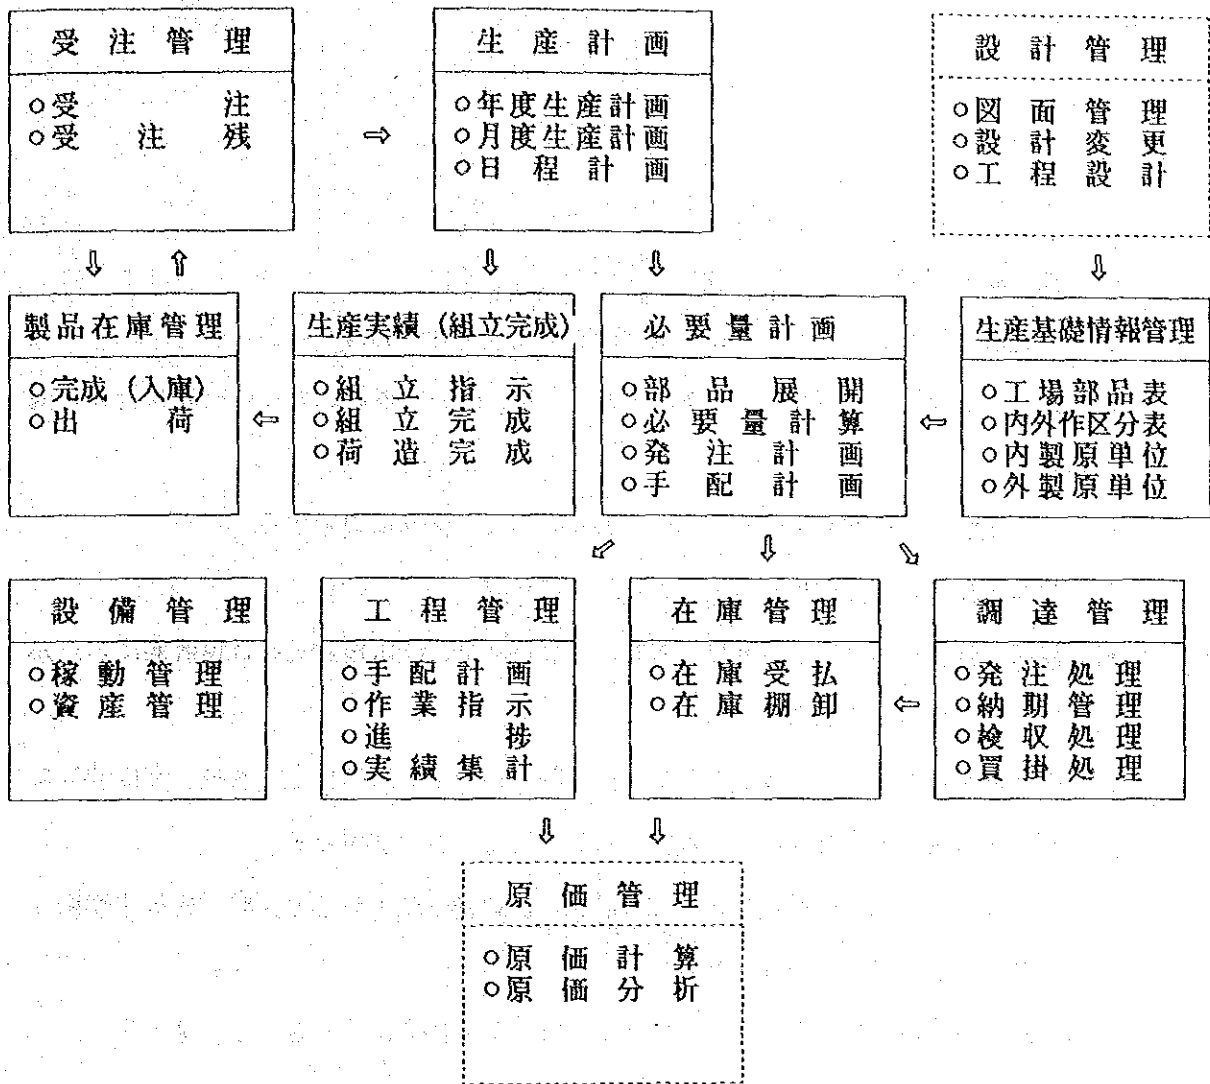 受注管理
○受注
○受注残
⇨
生産計画
○年度生産計画
○月度生産計画
○日程計画
設計管理
○図面管理
○設計変更
○工程設計
⇩ ⇧ ⇩ ⇩ ⇩
製品在庫管理
○完成(入庫)
○出荷
⇦
生産実績(組立完成)
○組立指示
○組立完成
○荷造完成
必要量計画
○部品展開
○必要量計算
○発注計画
○手配計画
⇦
生産基礎情報管理
○工場部品表
○内外作区分表
○内製原単位
○外製原単位
⇙ ⇩ ⇘
設備管理
○稼動管理
○資産管理
工程管理
○手配計画
○作業指示
○進捗
○実績集計
在庫管理
○在庫受払
○在庫棚卸
⇦
調達管理
○発注処理
○納期管理
○検収処理
○買掛処理
⇩ ⇩
原価管理
○原価計算
○原価分析